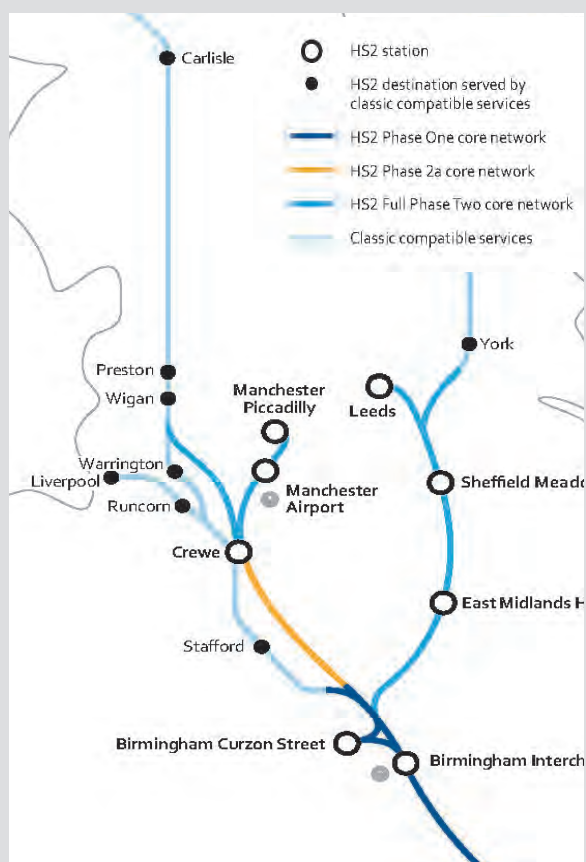 Carlisle
HS2 station
HS2 destination served by
classic compatible services
HS2 Phase One core network
HS2 Phase 2a core network
HS2 Full Phase Two core network
Classic compatible services
York
Preston
Wigan
Manchester
Piccadilly
Leeds
Warrington
Liverpool
Runcorn
Manchester
Airport
Sheffield Meado
Crewe
East Midlands H
Stafford
Birmingham Curzon Street
Birmingham Interch